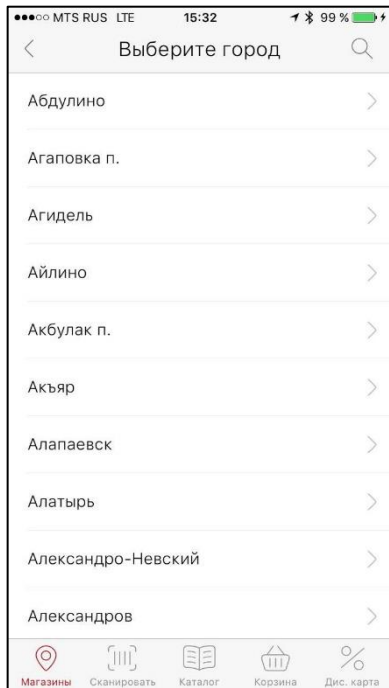 MTS RUS LTE 15:32 99 %
Выберите город
Абдулино
Агаповка п.
Агидель
Айлино
Акбулак п.
Акъяр
Алапаевск
Алатырь
Александро-Невский
Александров
Магазины Сканировать Каталог Корзина Дис. карта